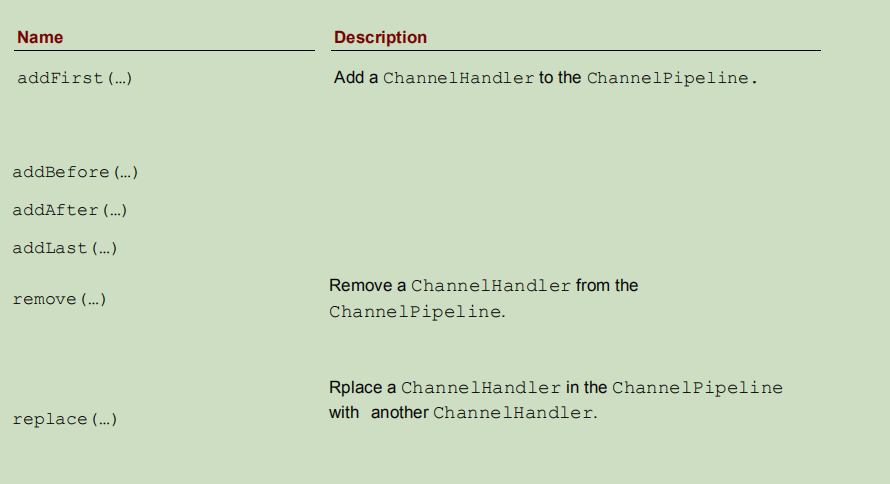 Name Description
addFirst(…) Add a ChannelHandler to the ChannelPipeline.
addBefore(…)
addAfter(…)
addLast(…)
Remove a ChannelHandler from the
remove(…)
ChannelPipeline.
Rplace a ChannelHandler in the ChannelPipeline
with another ChannelHandler.
replace(…)